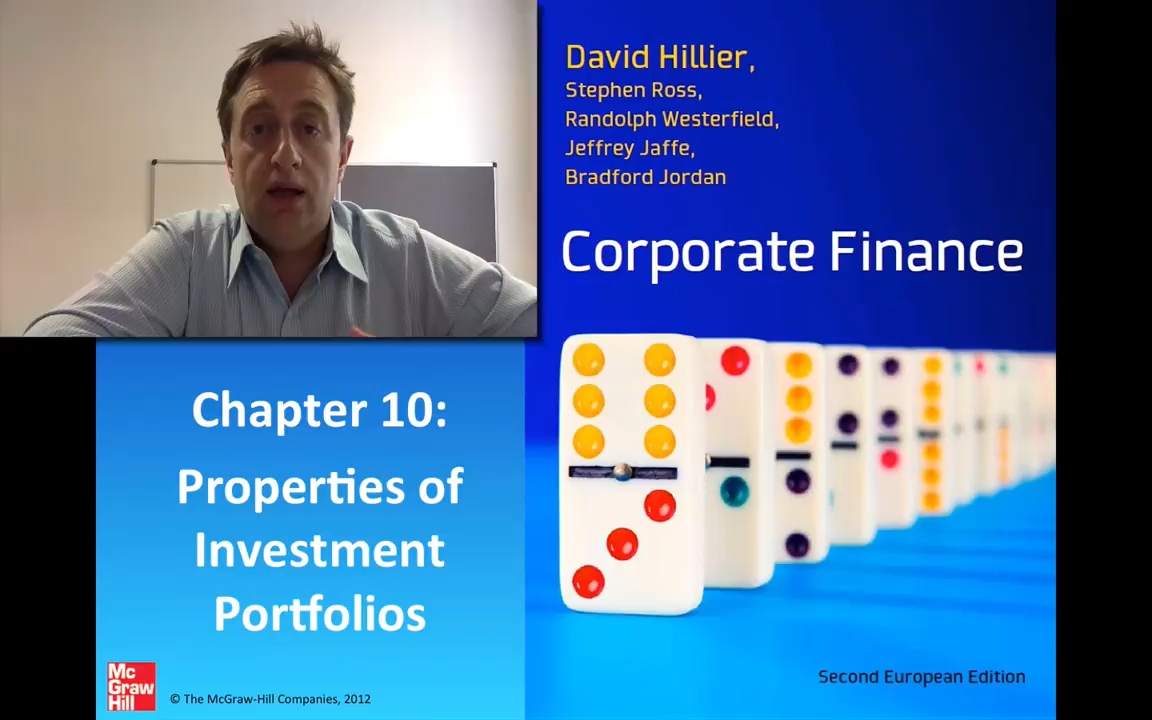 David Hillier,
Stephen Ross,
Randolph Westerfield,
Jeffrey Jaffe,
Bradford Jordan
Corporate Finance
Chapter 10:
Properties of
Investment
Portfolios
Mc
Graw
Hill
© The McGraw-Hill Companies, 2012
Second European Edition